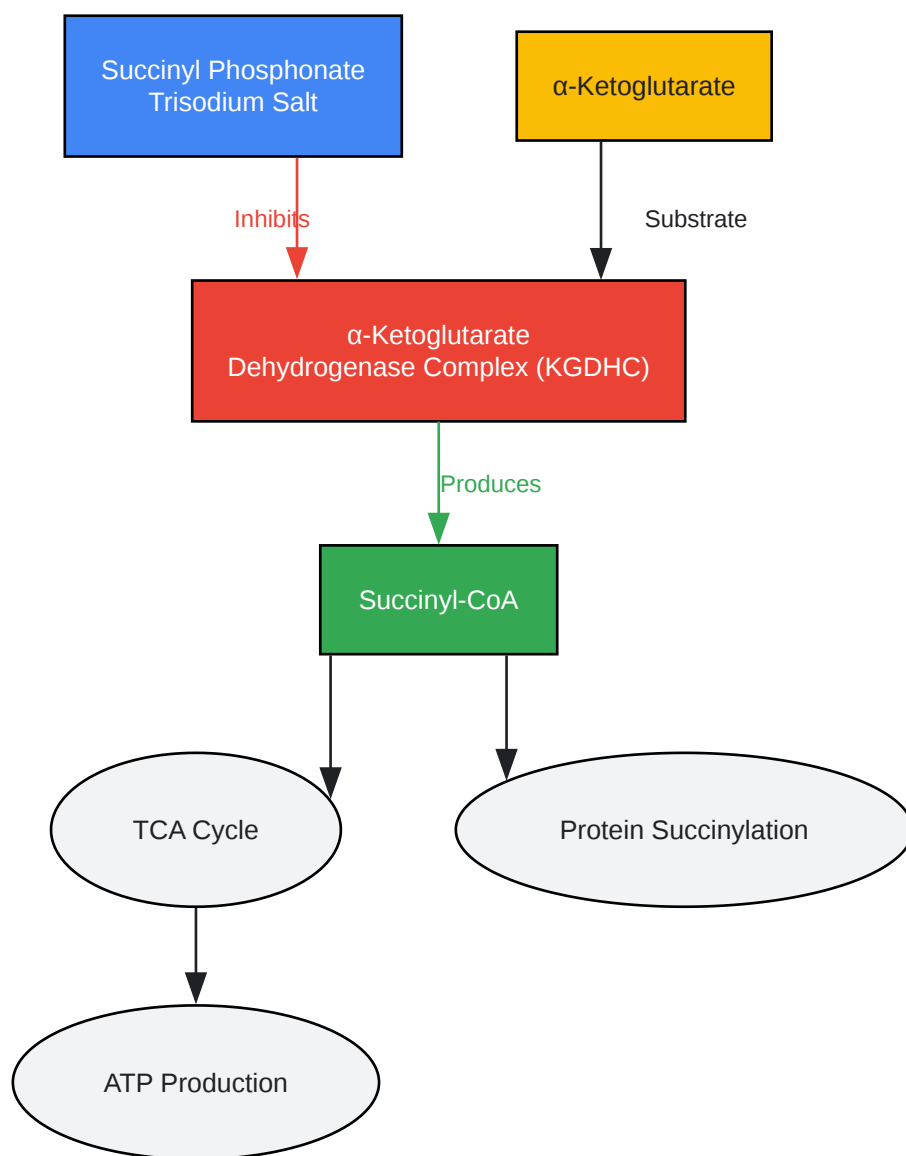 Succinyl Phosphonate
Trisodium Salt
α-Ketoglutarate
Inhibits
Substrate
α-Ketoglutarate
Dehydrogenase Complex (KGDHC)
Produces
Succinyl-CoA
TCA Cycle
Protein Succinylation
ATP Production